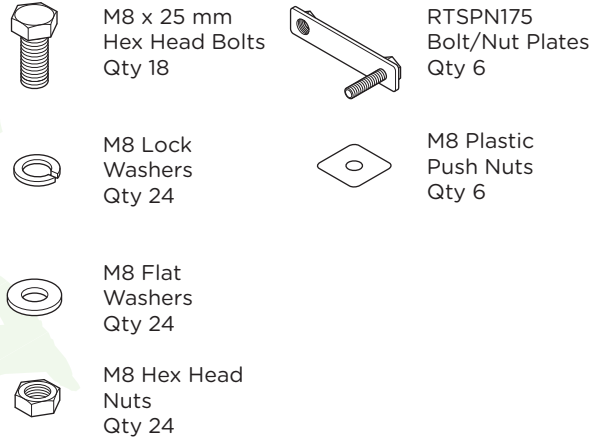 M8 x 25 mm
Hex Head Bolts
Qty 18
RTSPN175
Bolt/Nut Plates
Qty 6
M8 Lock
Washers
Qty 24
M8 Plastic
Push Nuts
Qty 6
M8 Flat
Washers
Qty 24
M8 Hex Head
Nuts
Qty 24